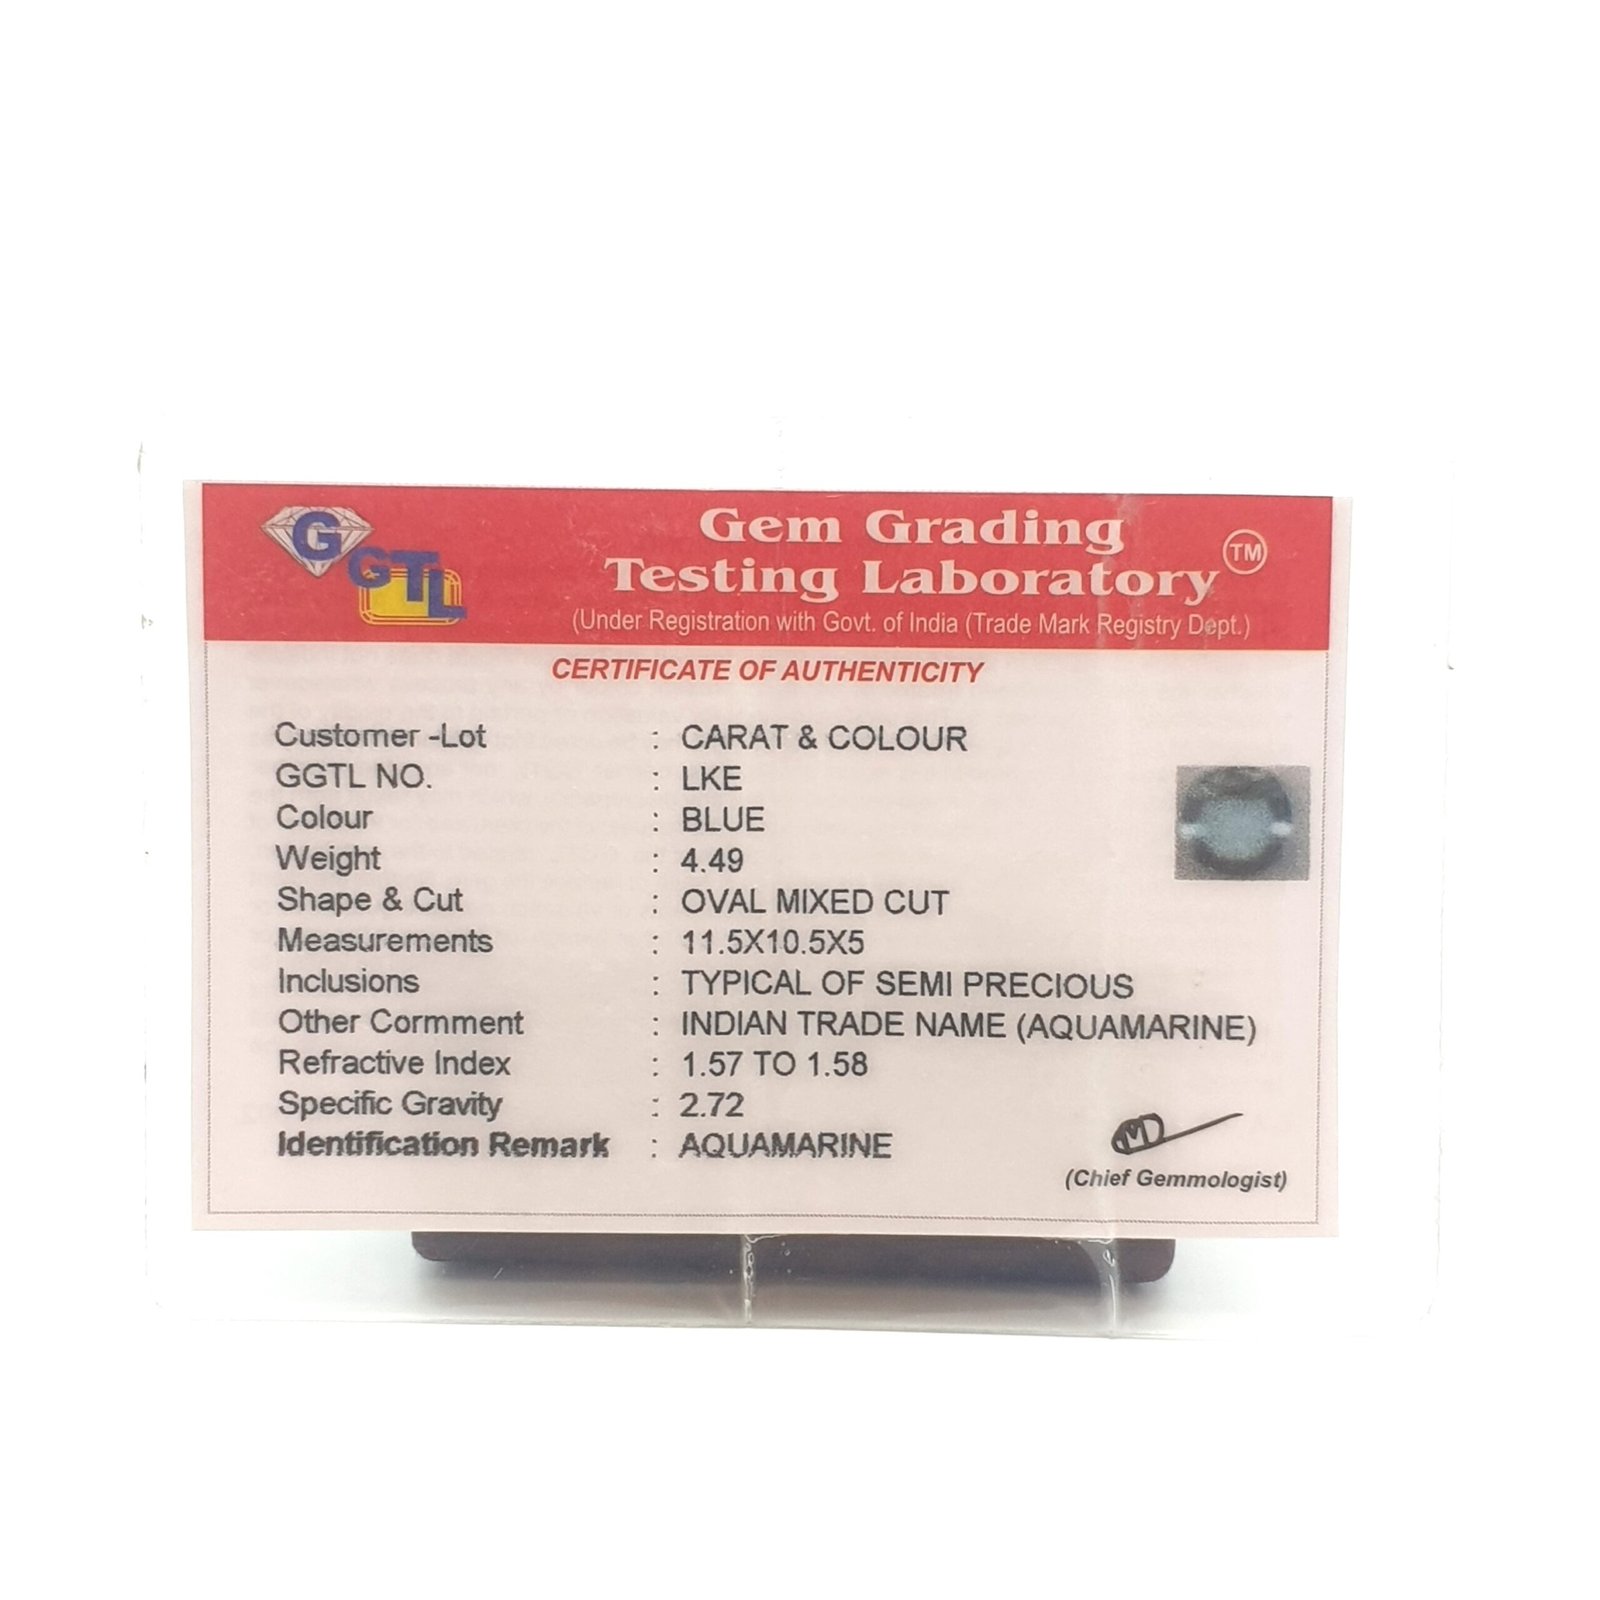 G
GTL
Gem Grading
Testing Laboratory TM
(Under Registration with Govt. of India (Trade Mark Registry Dept.)
CERTIFICATE OF AUTHENTICITY
Customer -Lot : CARAT & COLOUR
GGTL NO. : LKE
Colour : BLUE
Weight : 4.49
Shape & Cut : OVAL MIXED CUT
Measurements : 11.5X10.5X5
Inclusions : TYPICAL OF SEMI PRECIOUS
Other Cormment : INDIAN TRADE NAME (AQUAMARINE)
Refractive Index : 1.57 TO 1.58
Specific Gravity : 2.72
Identification Remark : AQUAMARINE
(Chief Gemmologist)